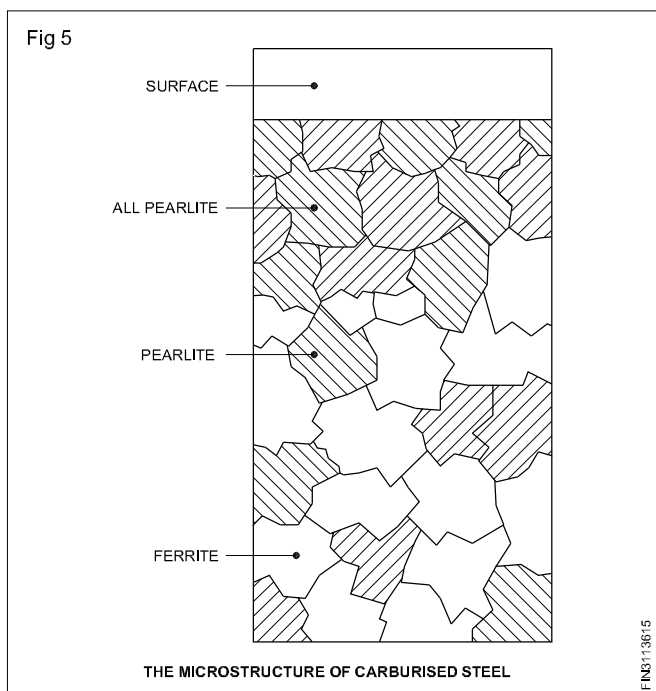 Fig 5
SURFACE
ALL PEARLITE
PEARLITE
FERRITE
THE MICROSTRUCTURE OF CARBURISED STEEL
FIN3113615